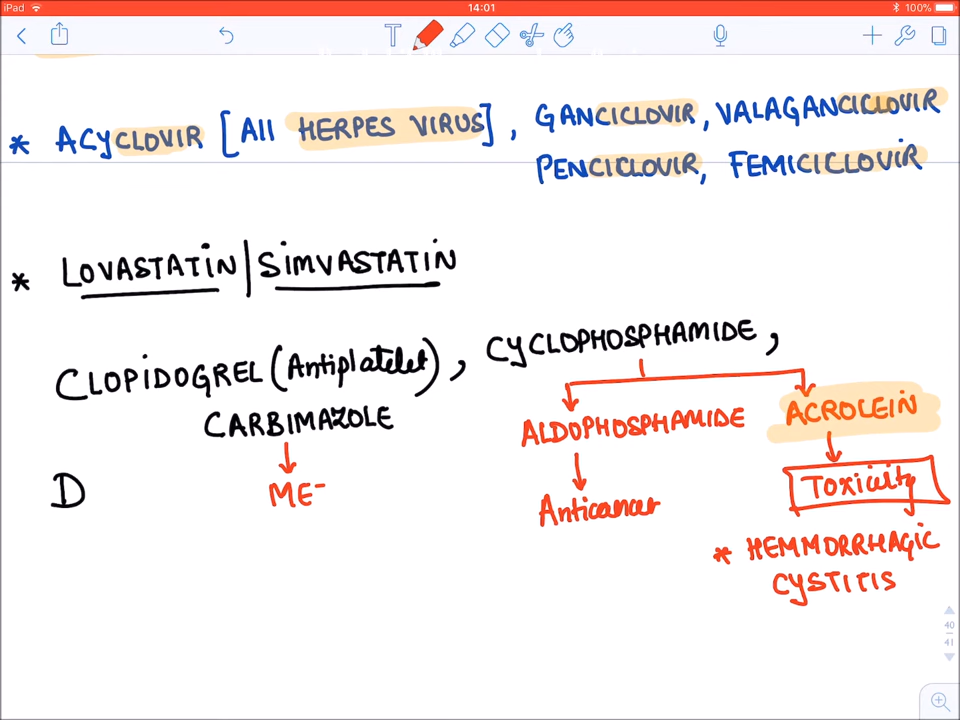 iPad 14:01 100%
T
* ACYCLOVIR [All HERPES VIRUS], GANCICLOVIR, VALAGANCICLOVIR
PENCICLOVIR, FEMICICLOVIR
* LOVASTATIN | SIMVASTATIN
CLOPIDOGREL (Antiplatelet), CYCLOPHOSPHAMIDE,
CARBIMAZOLE ALDOPHOSPHAMIDE ACROLEIN
D ME- Anticancer Toxicity
* HEMMORRHAGIC
CYSTITIS
40
41